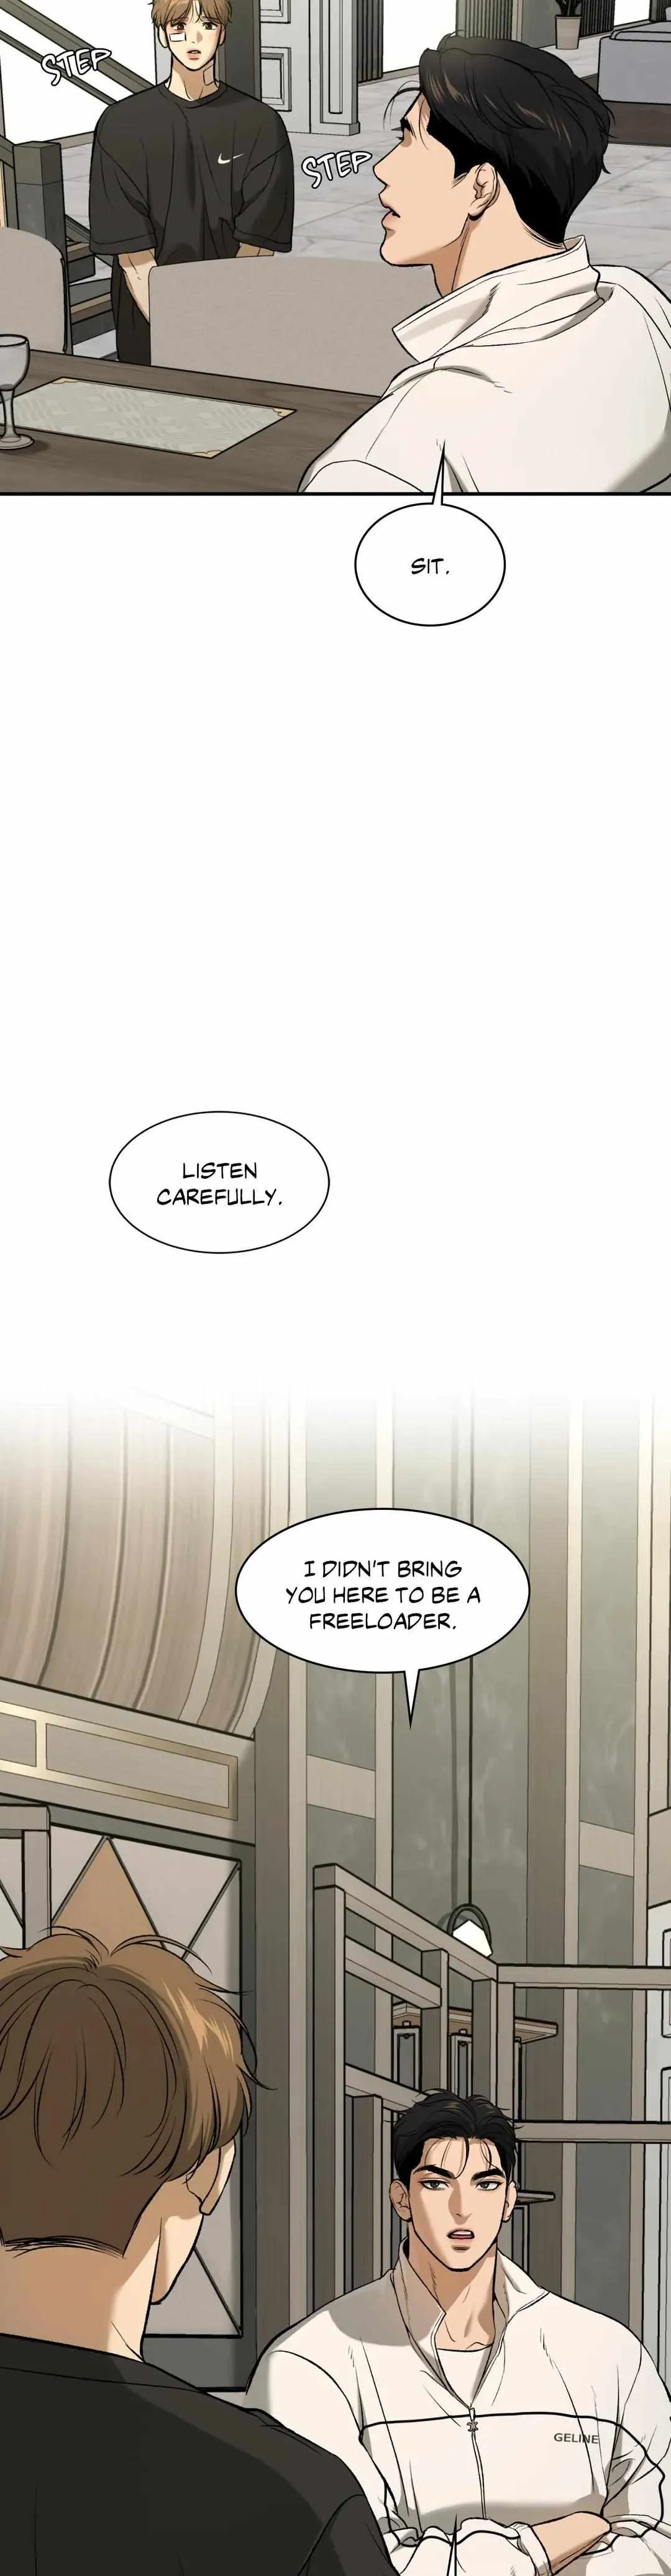 STEP
STEP
SIT.
LISTEN
CAREFULLY.
I DIDN'T BRING
YOU HERE TO BE A
FREELOADER.
GELINE